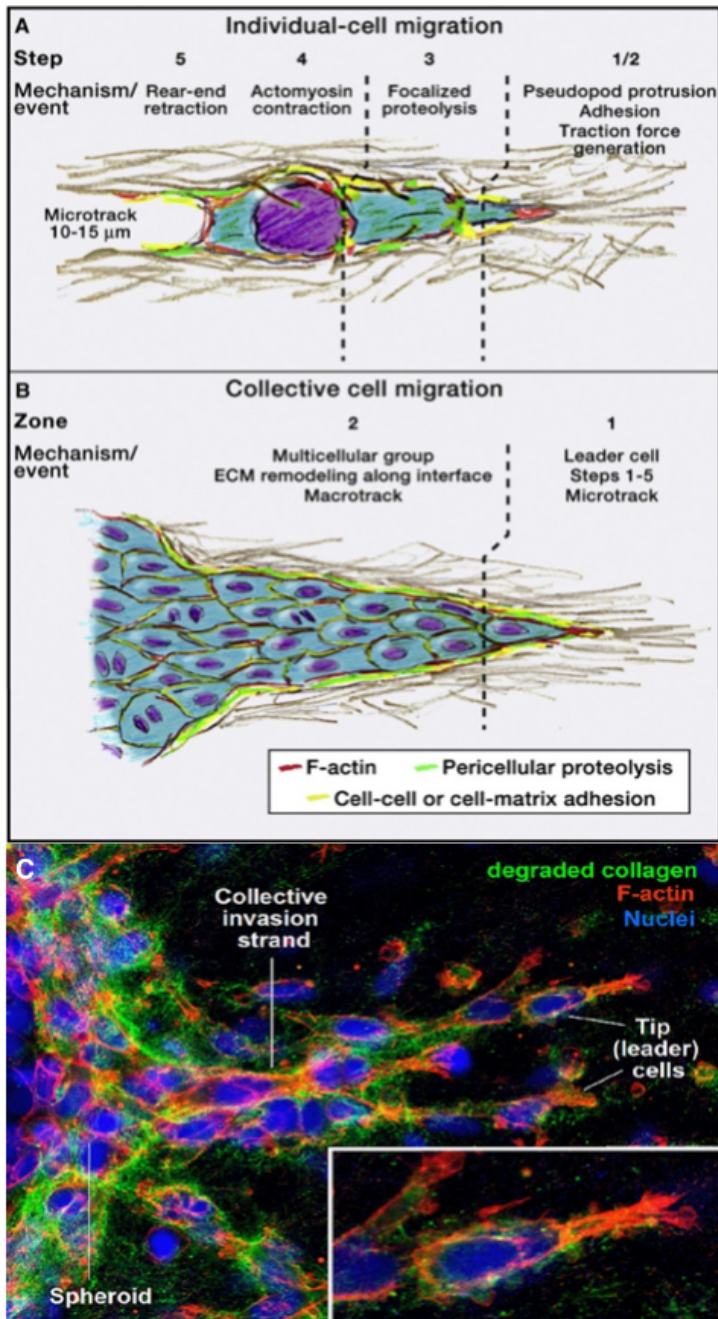 A
Individual-cell migration
Step 5 4 3 1/2
Mechanism/ Rear-end Actomyosin Focalized Pseudopod protrusion
event retraction contraction proteolysis Adhesion
Traction force
generation
Microtrack
10-15 μm
B
Collective cell migration
Zone 2 1
Mechanism/ Multicellular group Leader cell
event ECM remodeling along interface Steps 1-5
Macrotrack Microtrack
F-actin Pericellular proteolysis
Cell-cell or cell-matrix adhesion
C
degraded collagen
F-actin
Nuclei
Collective
invasion
strand
Tip
(leader)
cells
Spheroid